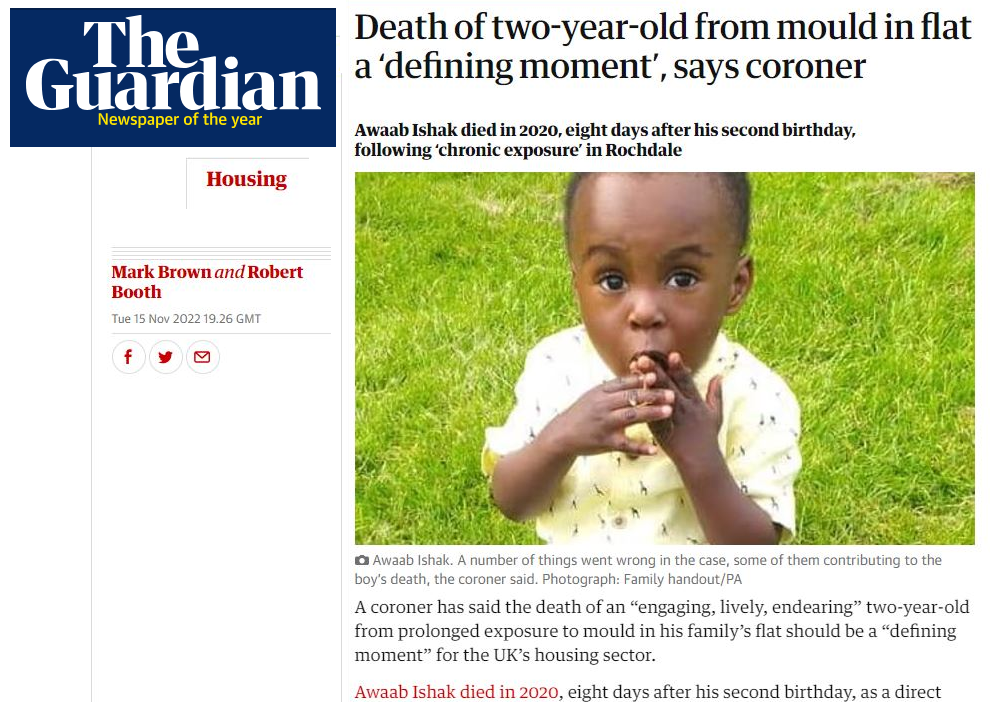 The
Guardian
Newspaper of the year
Housing
Mark Brown and Robert
Booth
Tue 15 Nov 2022 19.26 GMT
Death of two-year-old from mould in flat
a ‘defining moment’, says coroner
Awaab Ishak died in 2020, eight days after his second birthday,
following ‘chronic exposure’ in Rochdale
Awaab Ishak. A number of things went wrong in the case, some of them contributing to the
boy’s death, the coroner said. Photograph: Family handout/PA
A coroner has said the death of an “engaging, lively, endearing” two-year-old
from prolonged exposure to mould in his family’s flat should be a “defining
moment” for the UK’s housing sector.
Awaab Ishak died in 2020, eight days after his second birthday, as a direct